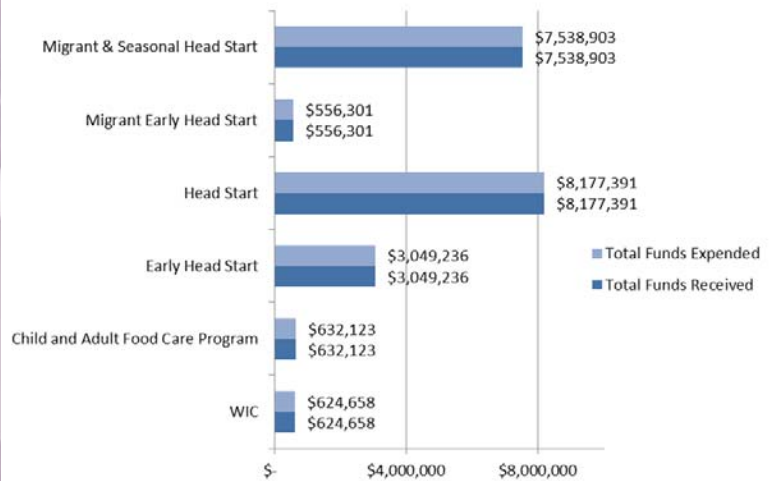 Migrant & Seasonal Head Start
$7,538,903
$7,538,903
Migrant Early Head Start
$556,301
$556,301
Head Start
$8,177,391
$8,177,391
Early Head Start
$3,049,236
$3,049,236
Child and Adult Food Care Program
$632,123
$632,123
WIC
$624,658
$624,658
Total Funds Expended
Total Funds Received
$-
$4,000,000
$8,000,000